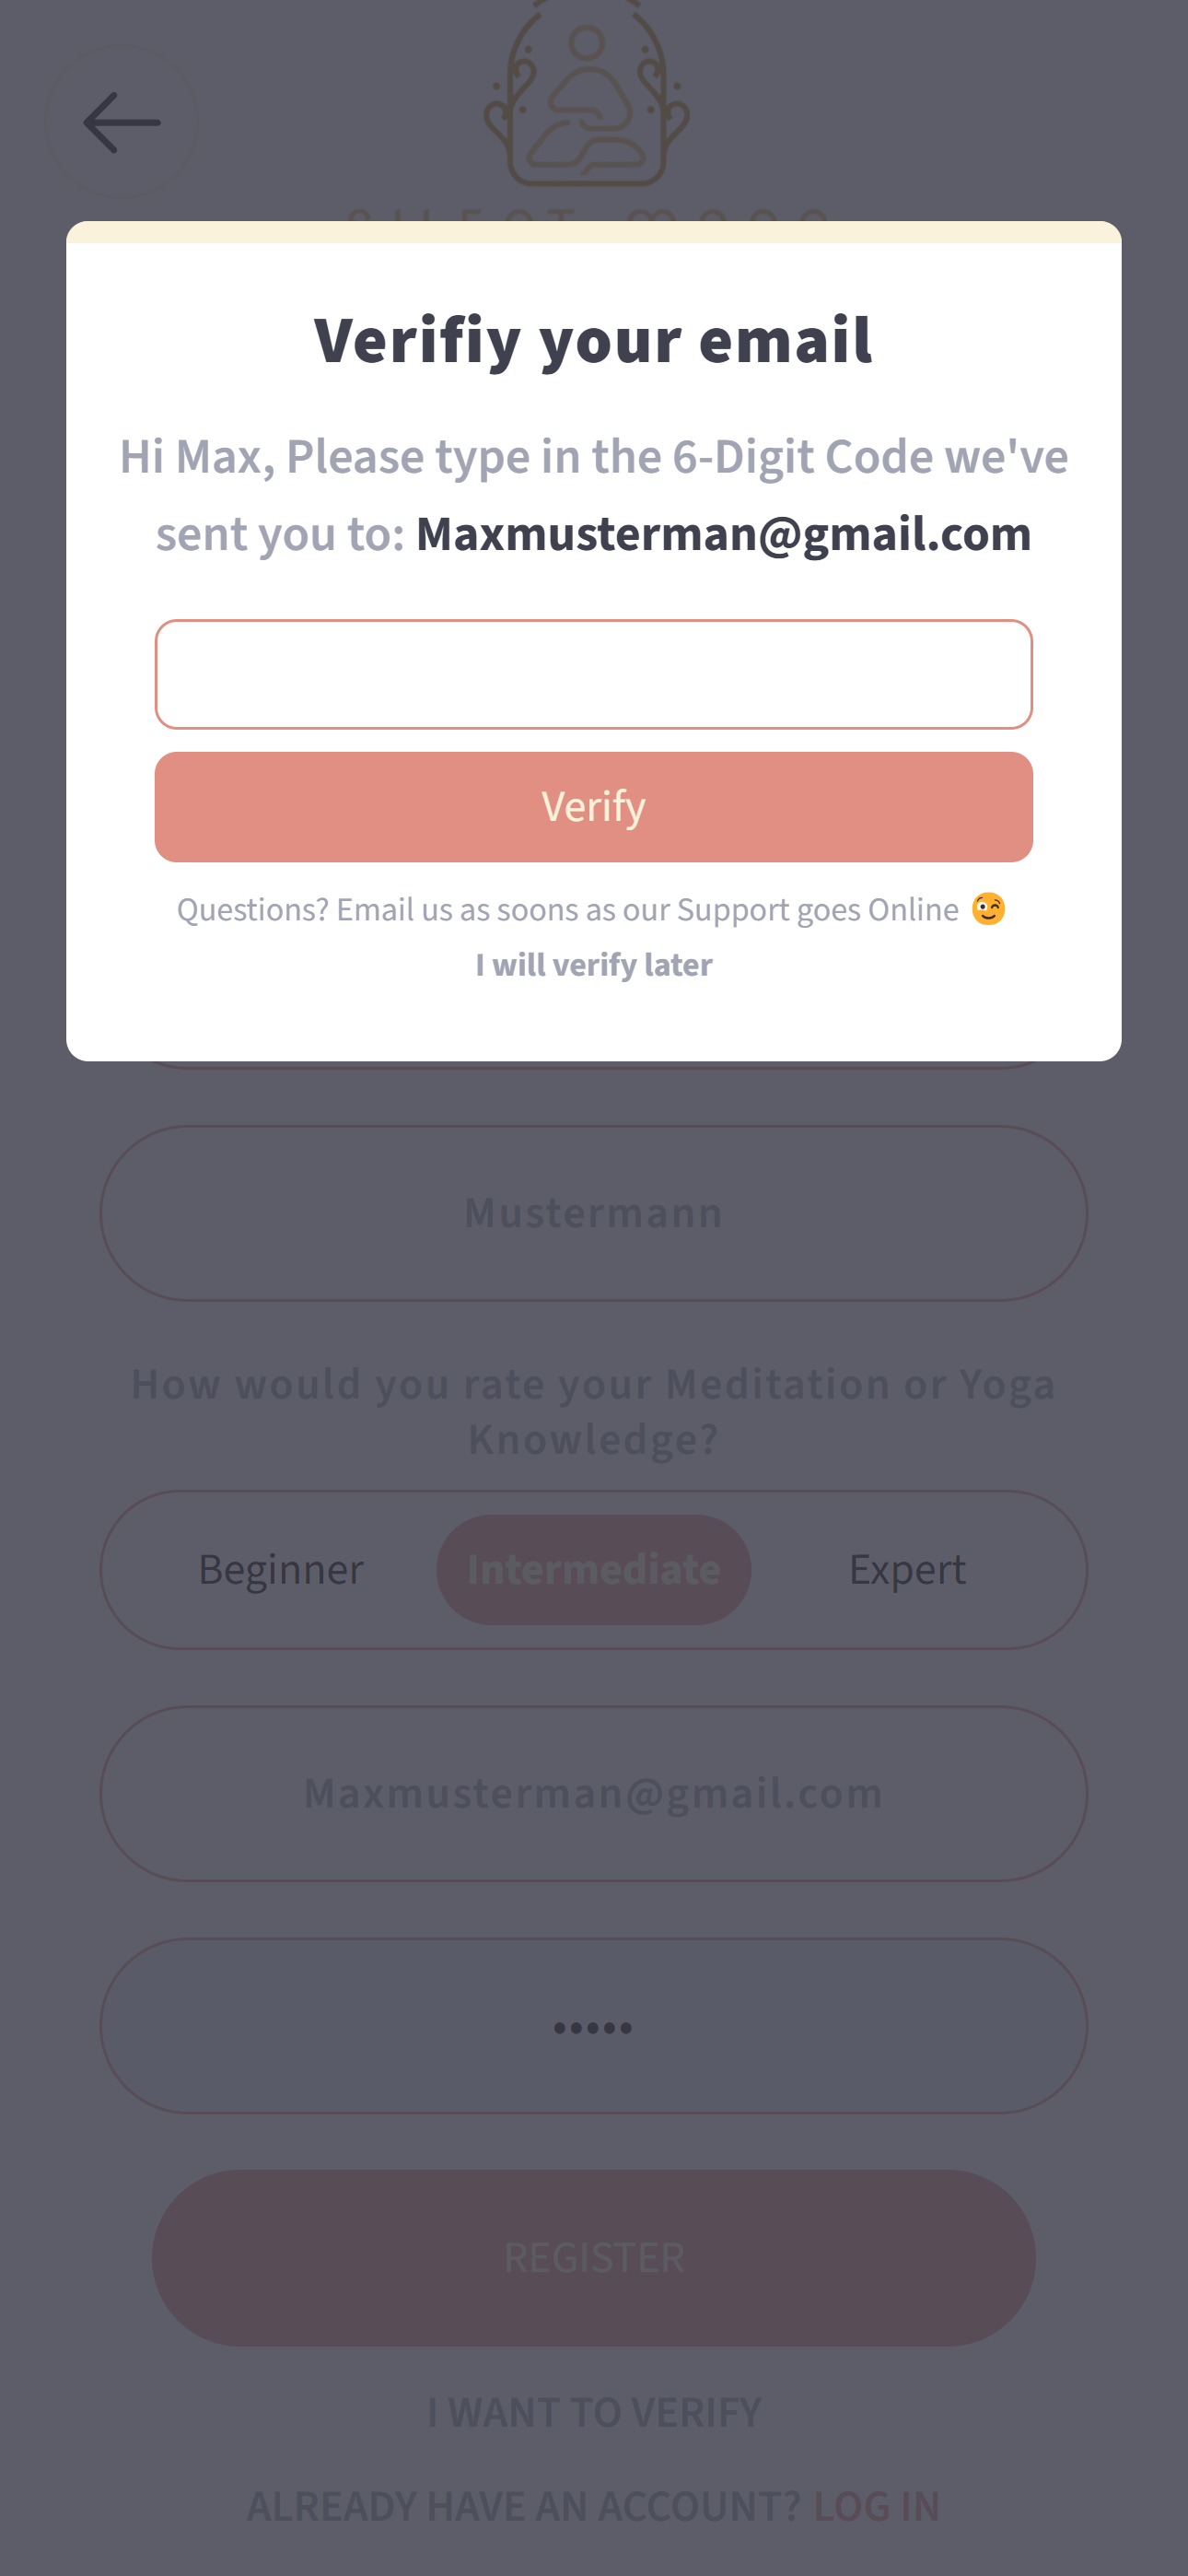 Verifiy your email
Hi Max, Please type in the 6-Digit Code we've
sent you to: Maxmusterman@gmail.com
Verify
Questions? Email us as soons as our Support goes Online 😉
I will verify later
Mustermann
How would you rate your Meditation or Yoga
Knowledge?
Beginner Intermediate Expert
Maxmusterman@gmail.com
•••••
REGISTER
I WANT TO VERIFY
ALREADY HAVE AN ACCOUNT? LOG IN